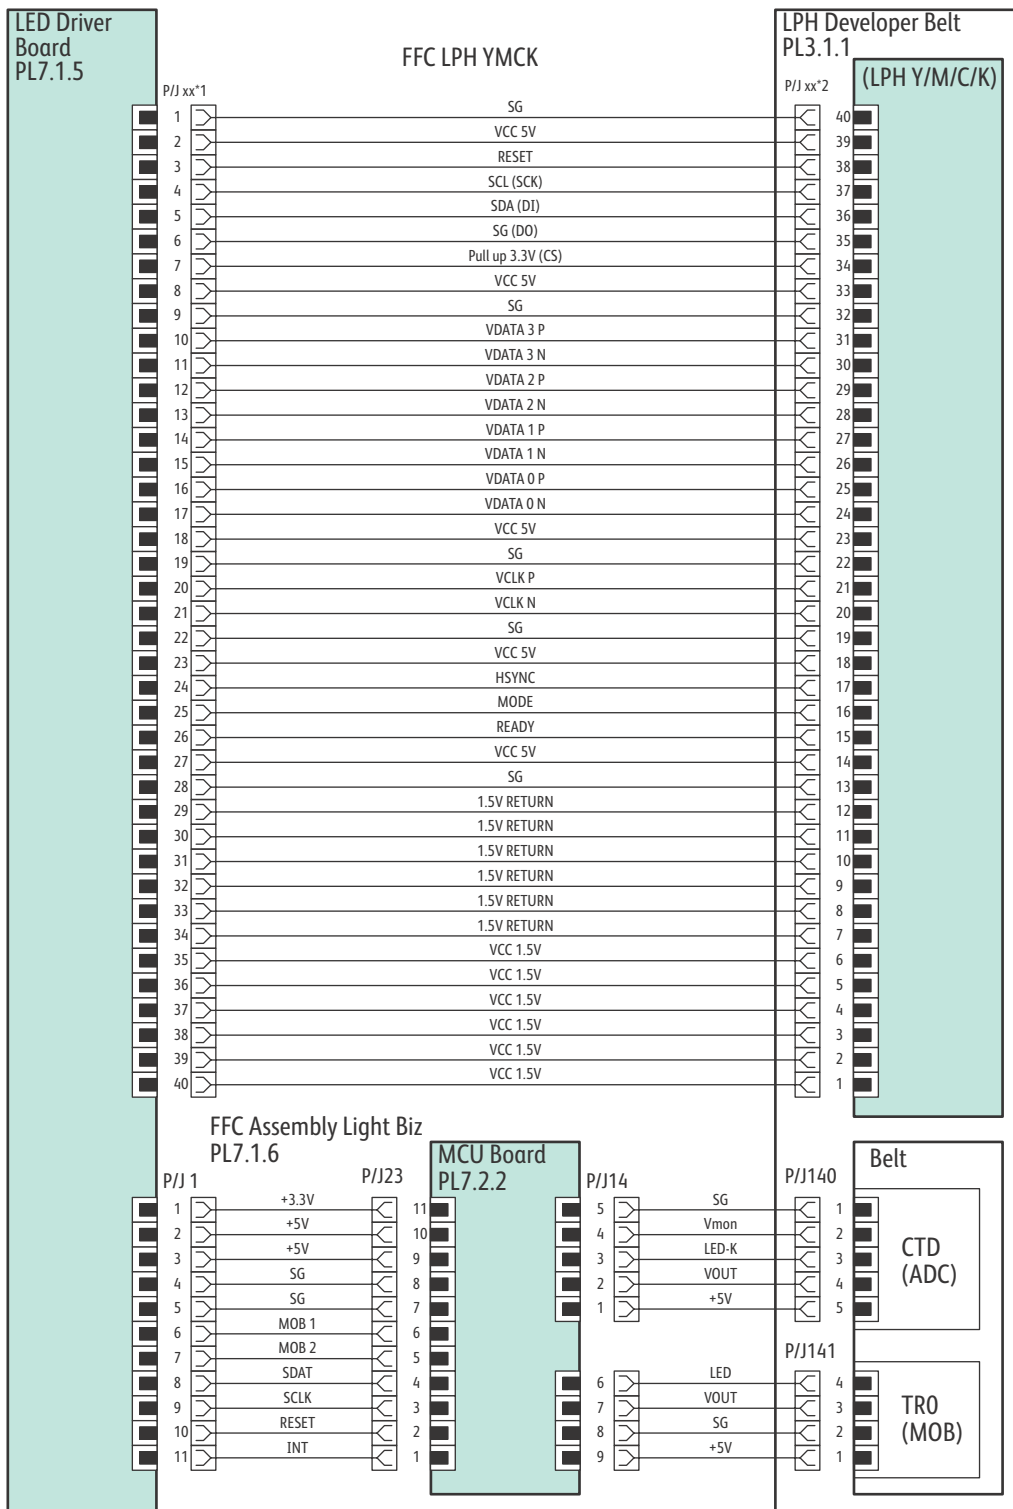 LED Driver
Board
PL7.1.5
FFC LPH YMCK
LPH Developer Belt
PL3.1.1
(LPH Y/M/C/K)
P/J xx*1
P/J xx*2
1 SG 40
2 VCC 5V 39
3 RESET 38
4 SCL (SCK) 37
5 SDA (DI) 36
6 SG (DO) 35
7 Pull up 3.3V (CS) 34
8 VCC 5V 33
9 SG 32
10 VDATA 3 P 31
11 VDATA 3 N 30
12 VDATA 2 P 29
13 VDATA 2 N 28
14 VDATA 1 P 27
15 VDATA 1 N 26
16 VDATA 0 P 25
17 VDATA 0 N 24
18 VCC 5V 23
19 SG 22
20 VCLK P 21
21 VCLK N 20
22 SG 19
23 VCC 5V 18
24 HSYNC 17
25 MODE 16
26 READY 15
27 VCC 5V 14
28 SG 13
29 1.5V RETURN 12
30 1.5V RETURN 11
31 1.5V RETURN 10
32 1.5V RETURN 9
33 1.5V RETURN 8
34 1.5V RETURN 7
35 VCC 1.5V 6
36 VCC 1.5V 5
37 VCC 1.5V 4
38 VCC 1.5V 3
39 VCC 1.5V 2
40 VCC 1.5V 1
FFC Assembly Light Biz
PL7.1.6
P/J 1
P/J23
MCU Board
PL7.2.2
1 +3.3V 11
2 +5V 10
3 +5V 9
4 SG 8
5 SG 7
6 MOB 1 6
7 MOB 2 5
8 SDAT 4
9 SCLK 3
10 RESET 2
11 INT 1
P/J14
P/J140
Belt
5 SG 1
4 Vmon 2
3 LED-K 3
2 VOUT 4
1 +5V 5
CTD
(ADC)
P/J141
6 LED 4
7 VOUT 3
8 SG 2
9 +5V 1
TR0
(MOB)